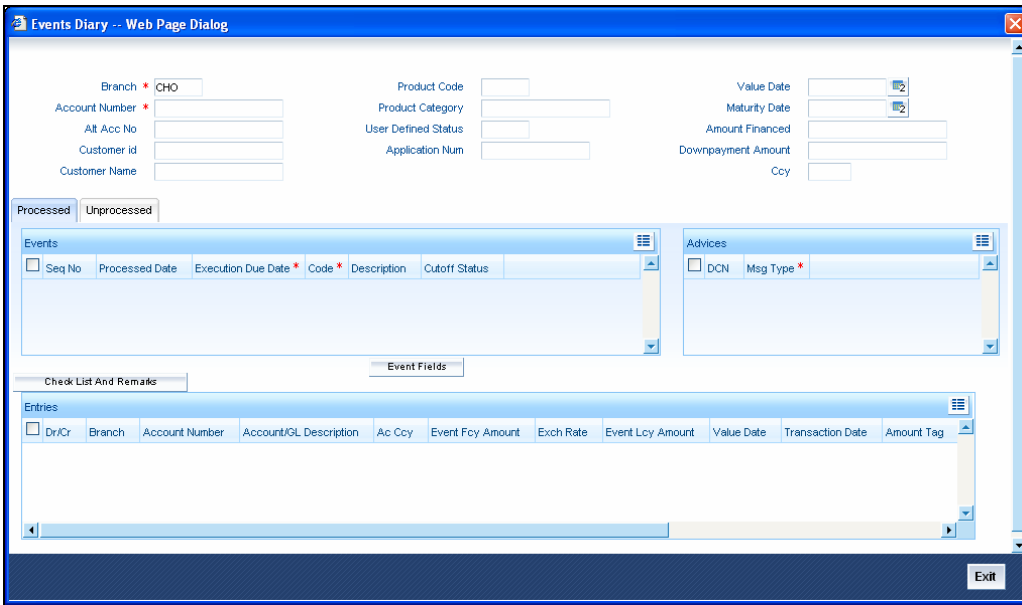 Events Diary -- Web Page Dialog
Branch * CHO Product Code Value Date
Account Number * Product Category Maturity Date
Alt Acc No User Defined Status Amount Financed
Customer id Application Num Downpayment Amount
Customer Name Ccy
Processed Unprocessed
Events Advices
Seq No Processed Date Execution Due Date * Code * Description Cutoff Status DCN Msg Type *
Event Fields
Check List And Remarks
Entries
Dr/Cr Branch Account Number Account/GL Description Ac Ccy Event Fcy Amount Exch Rate Event Lcy Amount Value Date Transaction Date Amount Tag
Exit